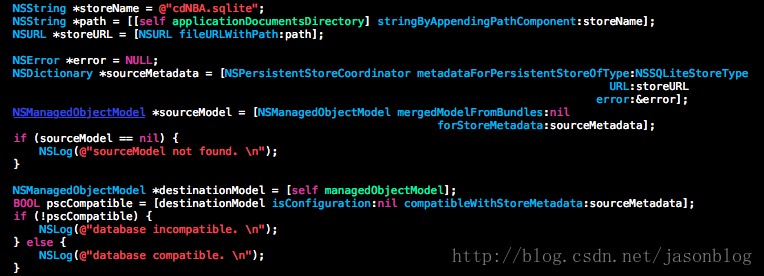 NSString *storeName = @"cdNBA.sqlite";
NSString *path = [[self applicationDocumentsDirectory] stringByAppendingPathComponent:storeName];
NSURL *storeURL = [NSURL fileURLWithPath:path];
NSError *error = NULL;
NSDictionary *sourceMetadata = [NSPersistentStoreCoordinator metadataForPersistentStoreOfType:NSSQLiteStoreType
URL:storeURL
error:&error];
NSManagedObjectModel *sourceModel = [NSManagedObjectModel mergedModelFromBundles:nil
forStoreMetadata:sourceMetadata];
if (sourceModel == nil) {
NSLog(@"sourceModel not found. \n");
}
NSManagedObjectModel *destinationModel = [self managedObjectModel];
BOOL pscCompatible = [destinationModel isConfiguration:nil compatibleWithStoreMetadata:sourceMetadata];
if (!pscCompatible) {
NSLog(@"database incompatible. \n");
} else {
NSLog(@"database compatible. \n");
}
http://blog.csdn.net/jasonblog